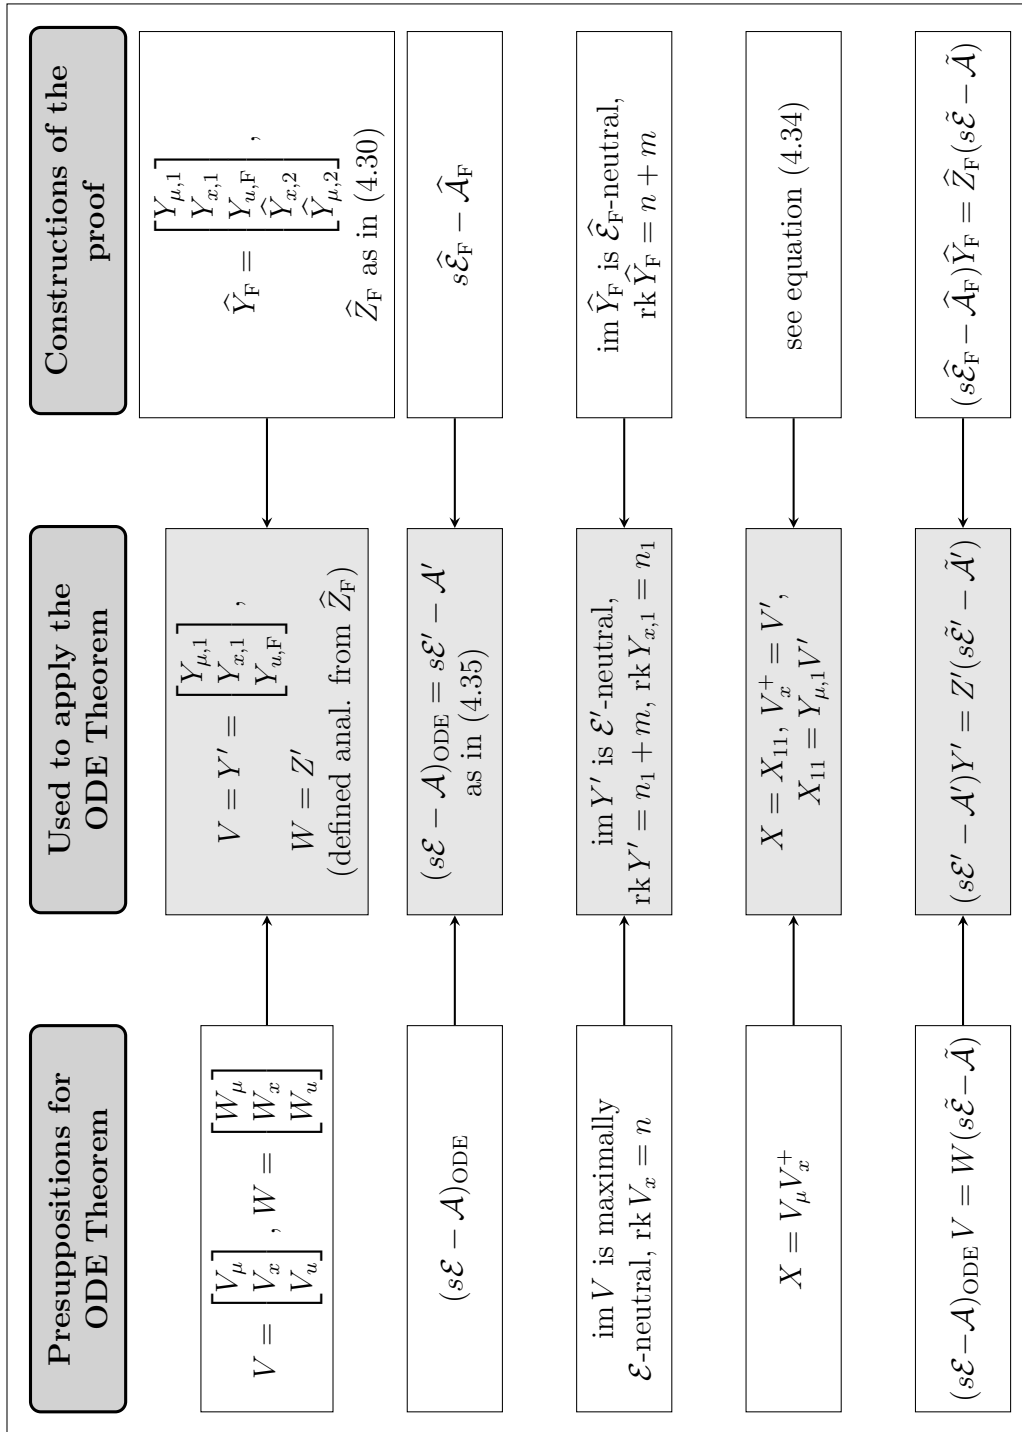 Presuppositions for
ODE Theorem
Used to apply the
ODE Theorem
Constructions of the
proof
V = [V_μ V_x V_u], W = [W_μ W_x W_u]
V = Y′ = [Y_{μ,1} Y_{x,1} Y_{u,F}],
W = Z′
(defined anal. from Ẑ_F)
Ŷ_F = [Y_{μ,1} Y_{x,1} Y_{u,F} Ŷ_{x,2} Ŷ_{μ,2}],
Ẑ_F as in (4.30)
(sℰ − 𝒜)_ODE
(sℰ − 𝒜)_ODE = sℰ′ − 𝒜′
as in (4.35)
sℰ̂_F − 𝒜̂_F
im V is maximally
ℰ-neutral, rk V_x = n
im Y′ is ℰ′-neutral,
rk Y′ = n_1 + m, rk Y_{x,1} = n_1
im Ŷ_F is ℰ̂_F-neutral,
rk Ŷ_F = n + m
X = V_μ V_x^+
X = X_{11}, V_x^+ = V′,
X_{11} = Y_{μ,1}V′
see equation (4.34)
(sℰ − 𝒜)_ODE V = W(sℰ̃ − 𝒜̃)
(sℰ′ − 𝒜′)Y′ = Z′(sℰ̃′ − 𝒜̃′)
(sℰ̂_F − 𝒜̂_F)Ŷ_F = Ẑ_F(sℰ̃ − 𝒜̃)